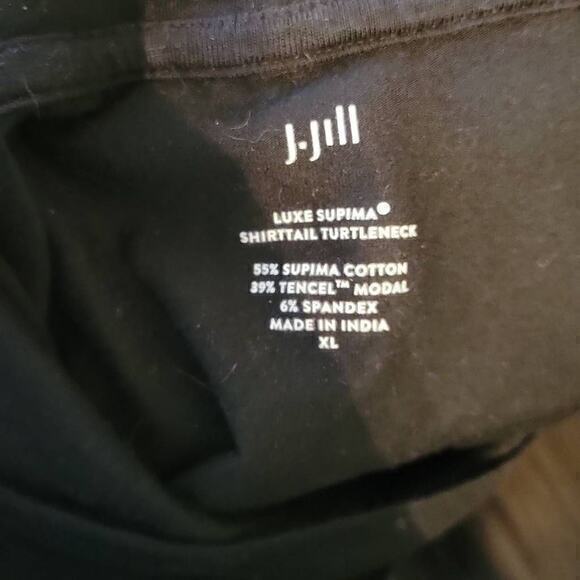 J.Jill
LUXE SUPIMA®
SHIRTTAIL TURTLENECK
55% SUPIMA COTTON
39% TENCEL™ MODAL
6% SPANDEX
MADE IN INDIA
XL